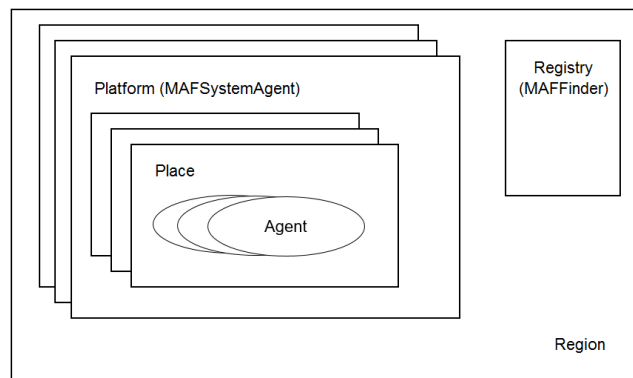 Platform (MAFSystemAgent)
Registry
(MAFFinder)
Place
Agent
Region